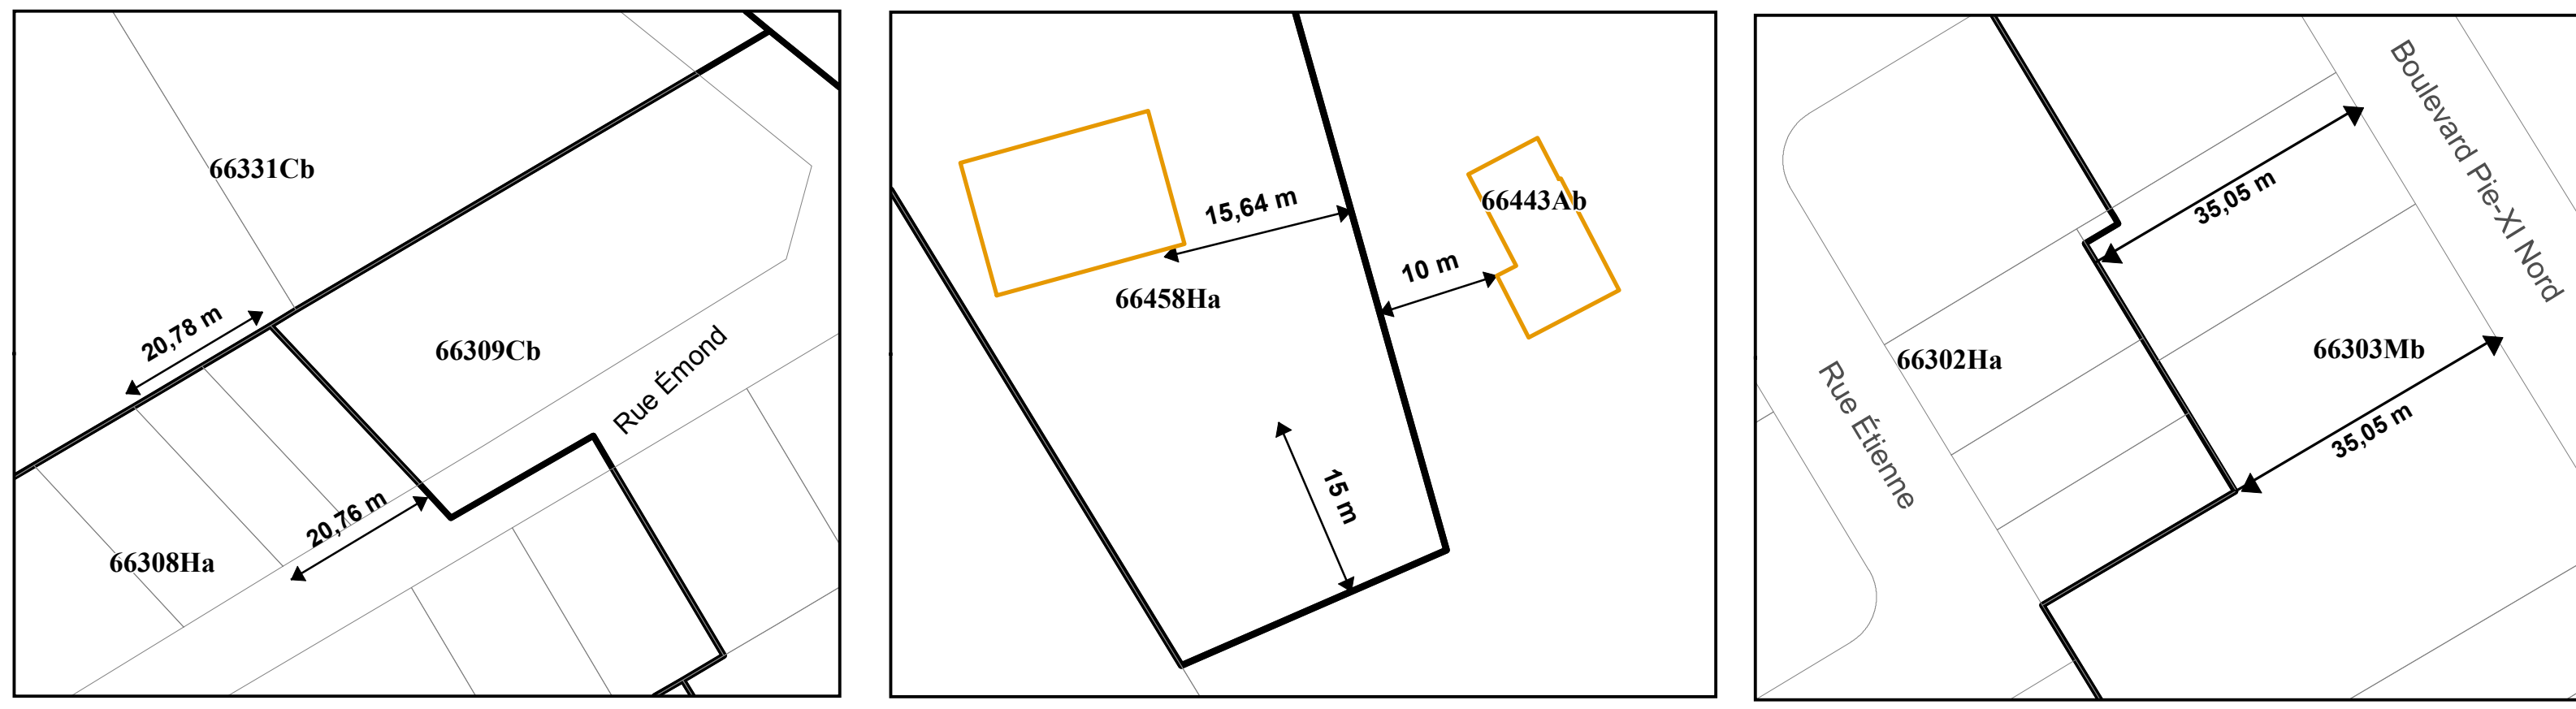 66331Cb
20,78 m
66309Cb
Rue Émond
20,76 m
66308Ha
15,64 m
66443Ab
10 m
66458Ha
15 m
Boulevard Pie-XI Nord
35,05 m
66302Ha
66303Mb
Rue Étienne
35,05 m